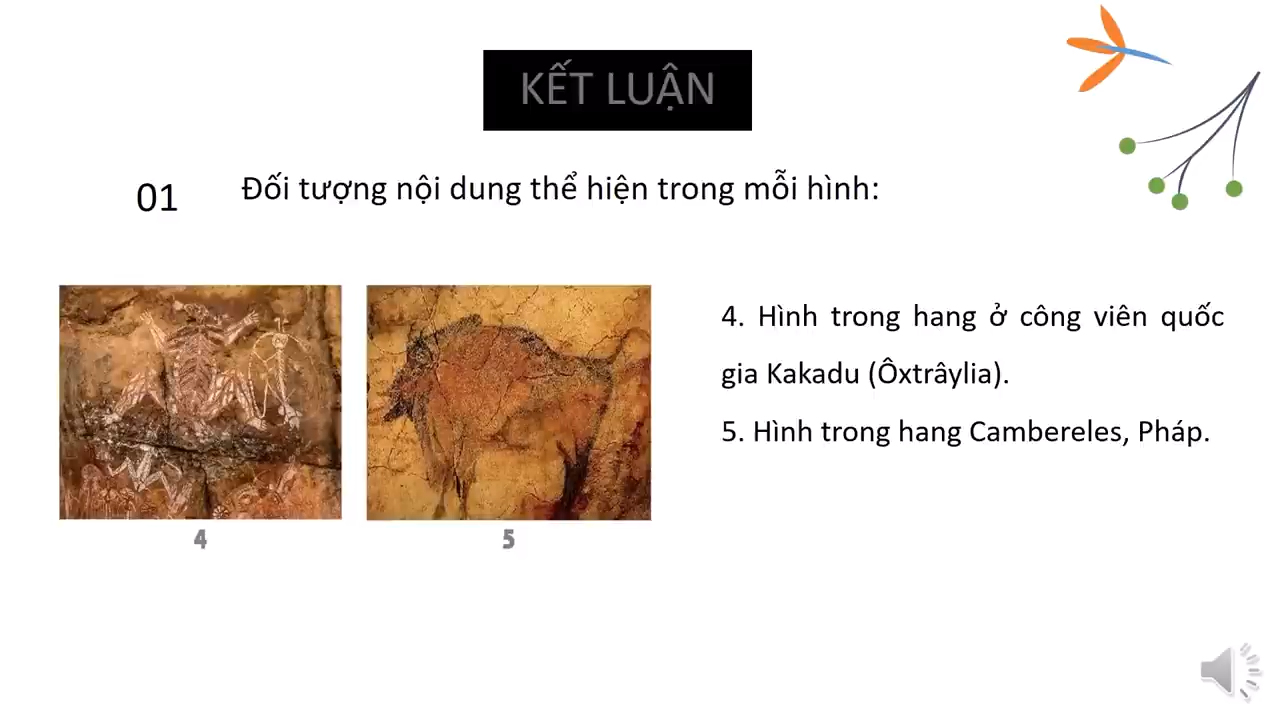 KẾT LUẬN
01
Đối tượng nội dung thể hiện trong mỗi hình:
4. Hình trong hang ở công viên quốc
gia Kakadu (Ôxtrâylia).
5. Hình trong hang Cambereles, Pháp.
4
5